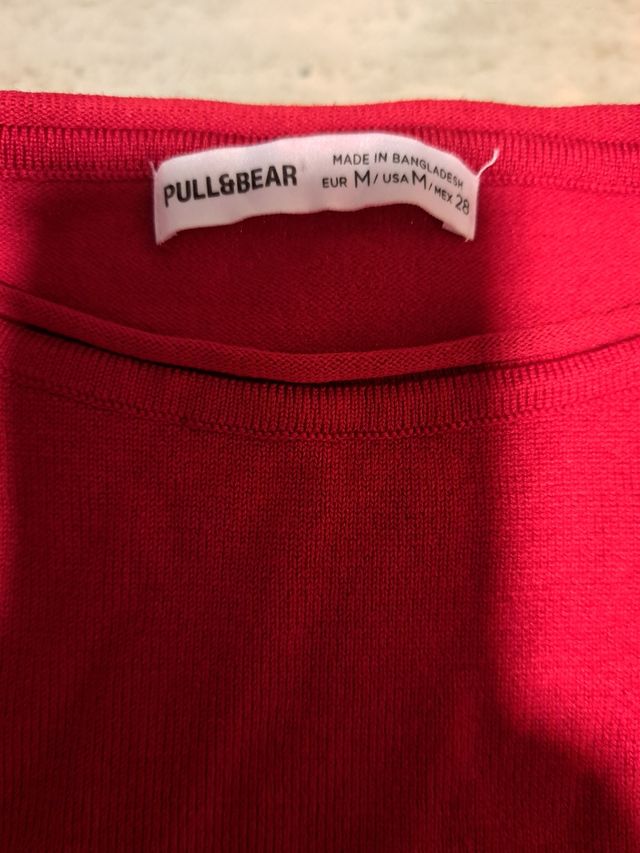 PULL&BEAR
MADE IN BANGLADESH
EUR M/ USA M/ MEX 28